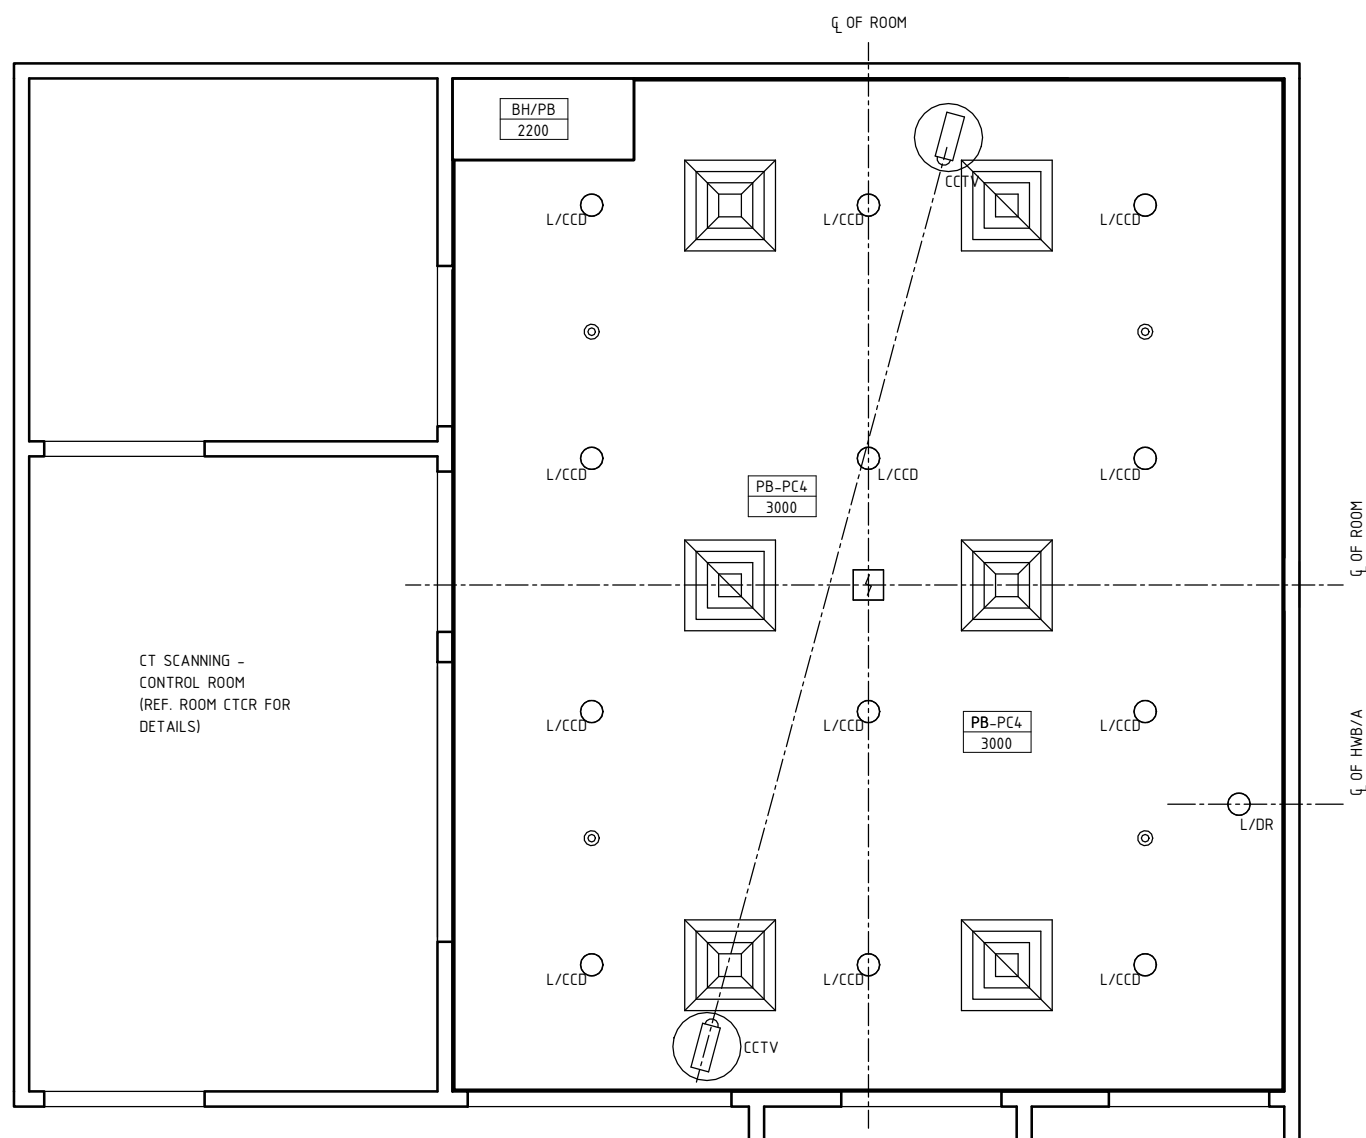 ℄ OF ROOM
BH/PB
2200
CCTV
L/CCD
L/CCD
L/CCD
L/CCD
L/CCD
L/CCD
PB-PC4
3000
℄ OF ROOM
CT SCANNING -
CONTROL ROOM
(REF. ROOM CTCR FOR
DETAILS)
L/CCD
L/CCD
L/CCD
PB-PC4
3000
℄ OF HWB/A
L/DR
L/CCD
L/CCD
L/CCD
CCTV